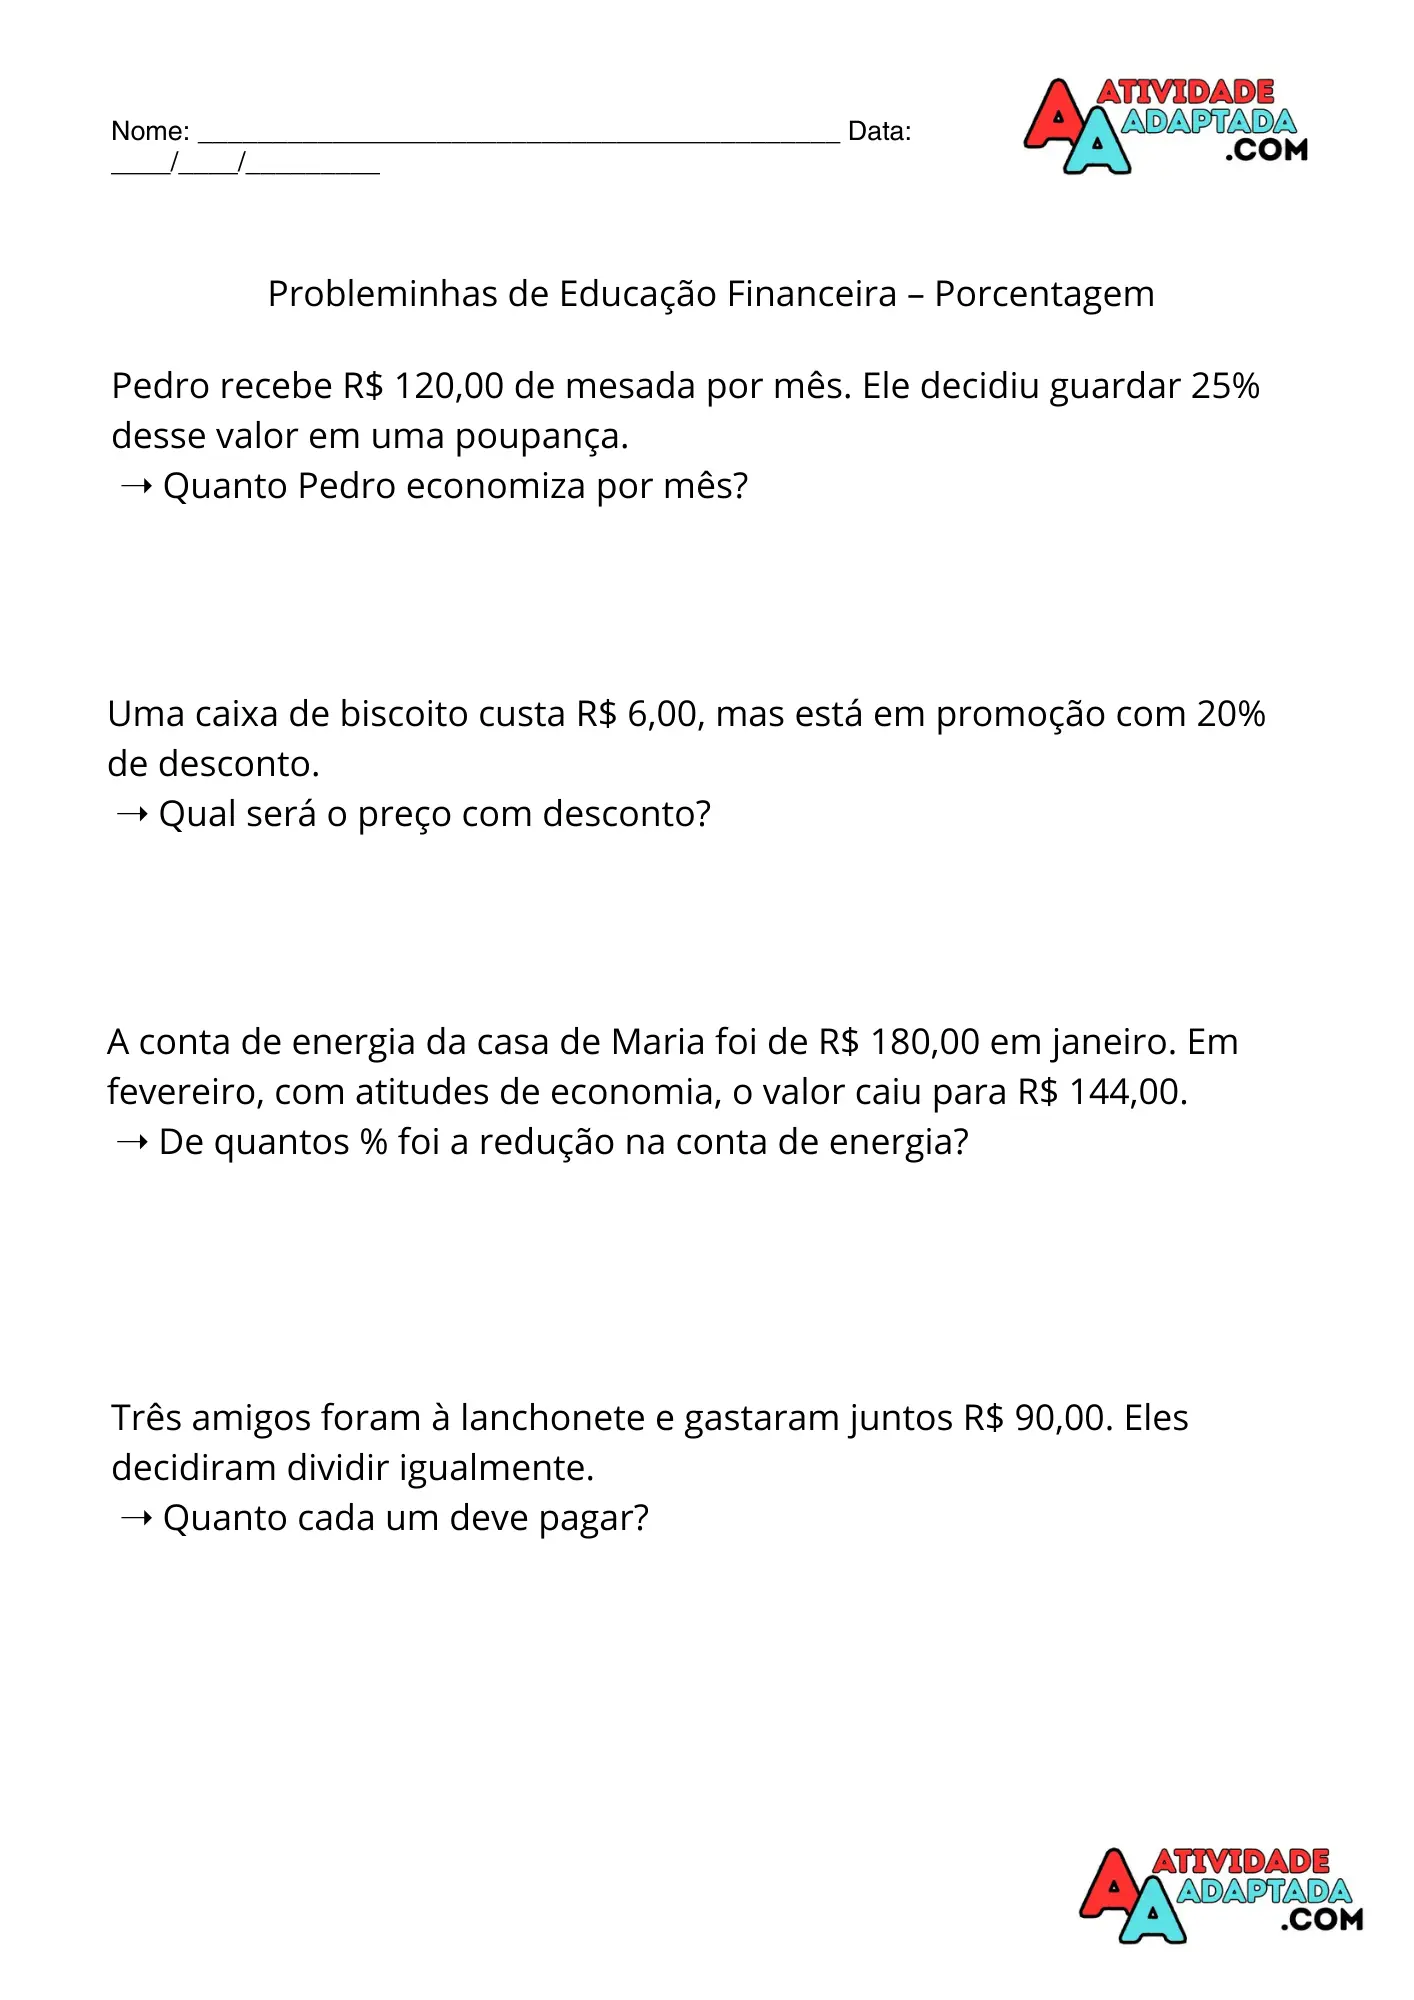 ATIVIDADE
ADAPTADA
.COM
Nome: ___________________________________________ Data:
____/____/_________
Probleminhas de Educação Financeira – Porcentagem
Pedro recebe R$ 120,00 de mesada por mês. Ele decidiu guardar 25%
desse valor em uma poupança.
→ Quanto Pedro economiza por mês?
Uma caixa de biscoito custa R$ 6,00, mas está em promoção com 20%
de desconto.
→ Qual será o preço com desconto?
A conta de energia da casa de Maria foi de R$ 180,00 em janeiro. Em
fevereiro, com atitudes de economia, o valor caiu para R$ 144,00.
→ De quantos % foi a redução na conta de energia?
Três amigos foram à lanchonete e gastaram juntos R$ 90,00. Eles
decidiram dividir igualmente.
→ Quanto cada um deve pagar?
AA
ATIVIDADE
ADAPTADA
.COM